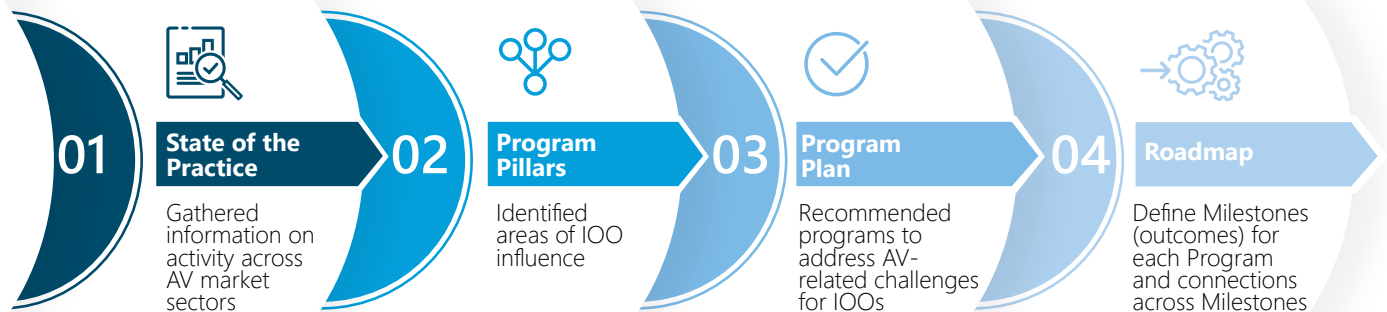 01
State of the
Practice
Gathered
information on
activity across
AV market
sectors
02
Program
Pillars
Identified
areas of IOO
influence
03
Program
Plan
Recommended
programs to
address AV-
related challenges
for IOOs
04
Roadmap
Define Milestones
(outcomes) for
each Program
and connections
across Milestones